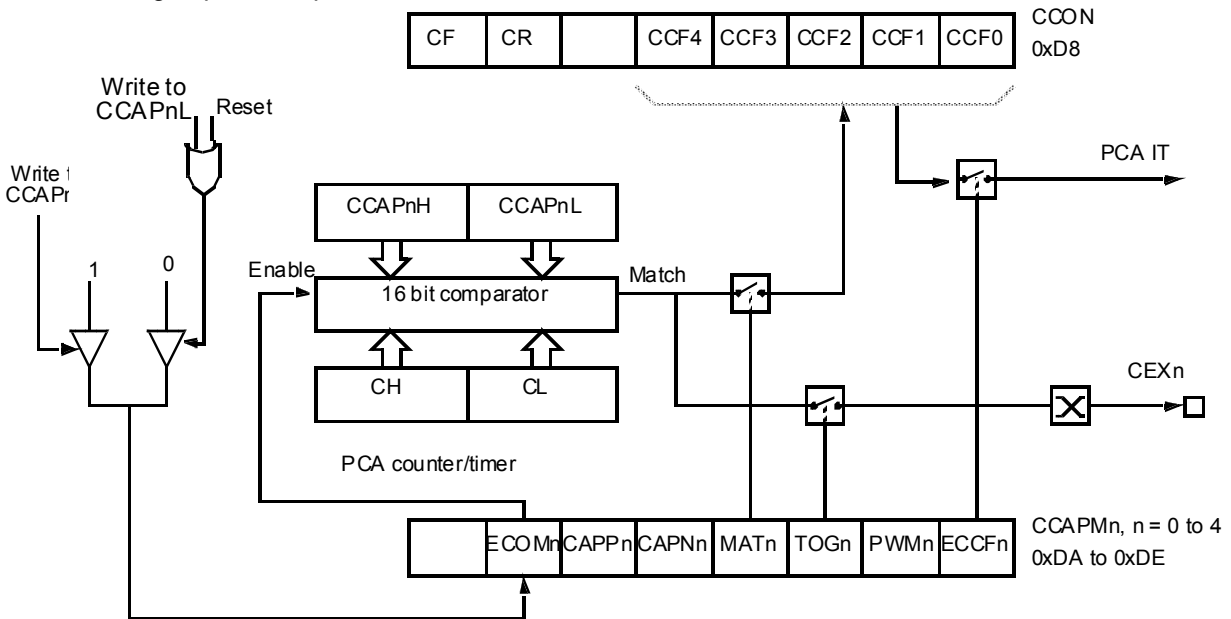 CCON
CF CR CCF4 CCF3 CCF2 CCF1 CCF0
0xD8
Write to
CCAPnL Reset
PCA IT
Write
CCAPnH CCAPnL
1 0
Enable
Match
16 bit comparator
CH CL
CEXn
PCA counter/timer
CCAPMn, n = 0 to 4
ECOMn CAPPn CAPNn MATn TOGn PWMn ECCFn
0xDA to 0xDE